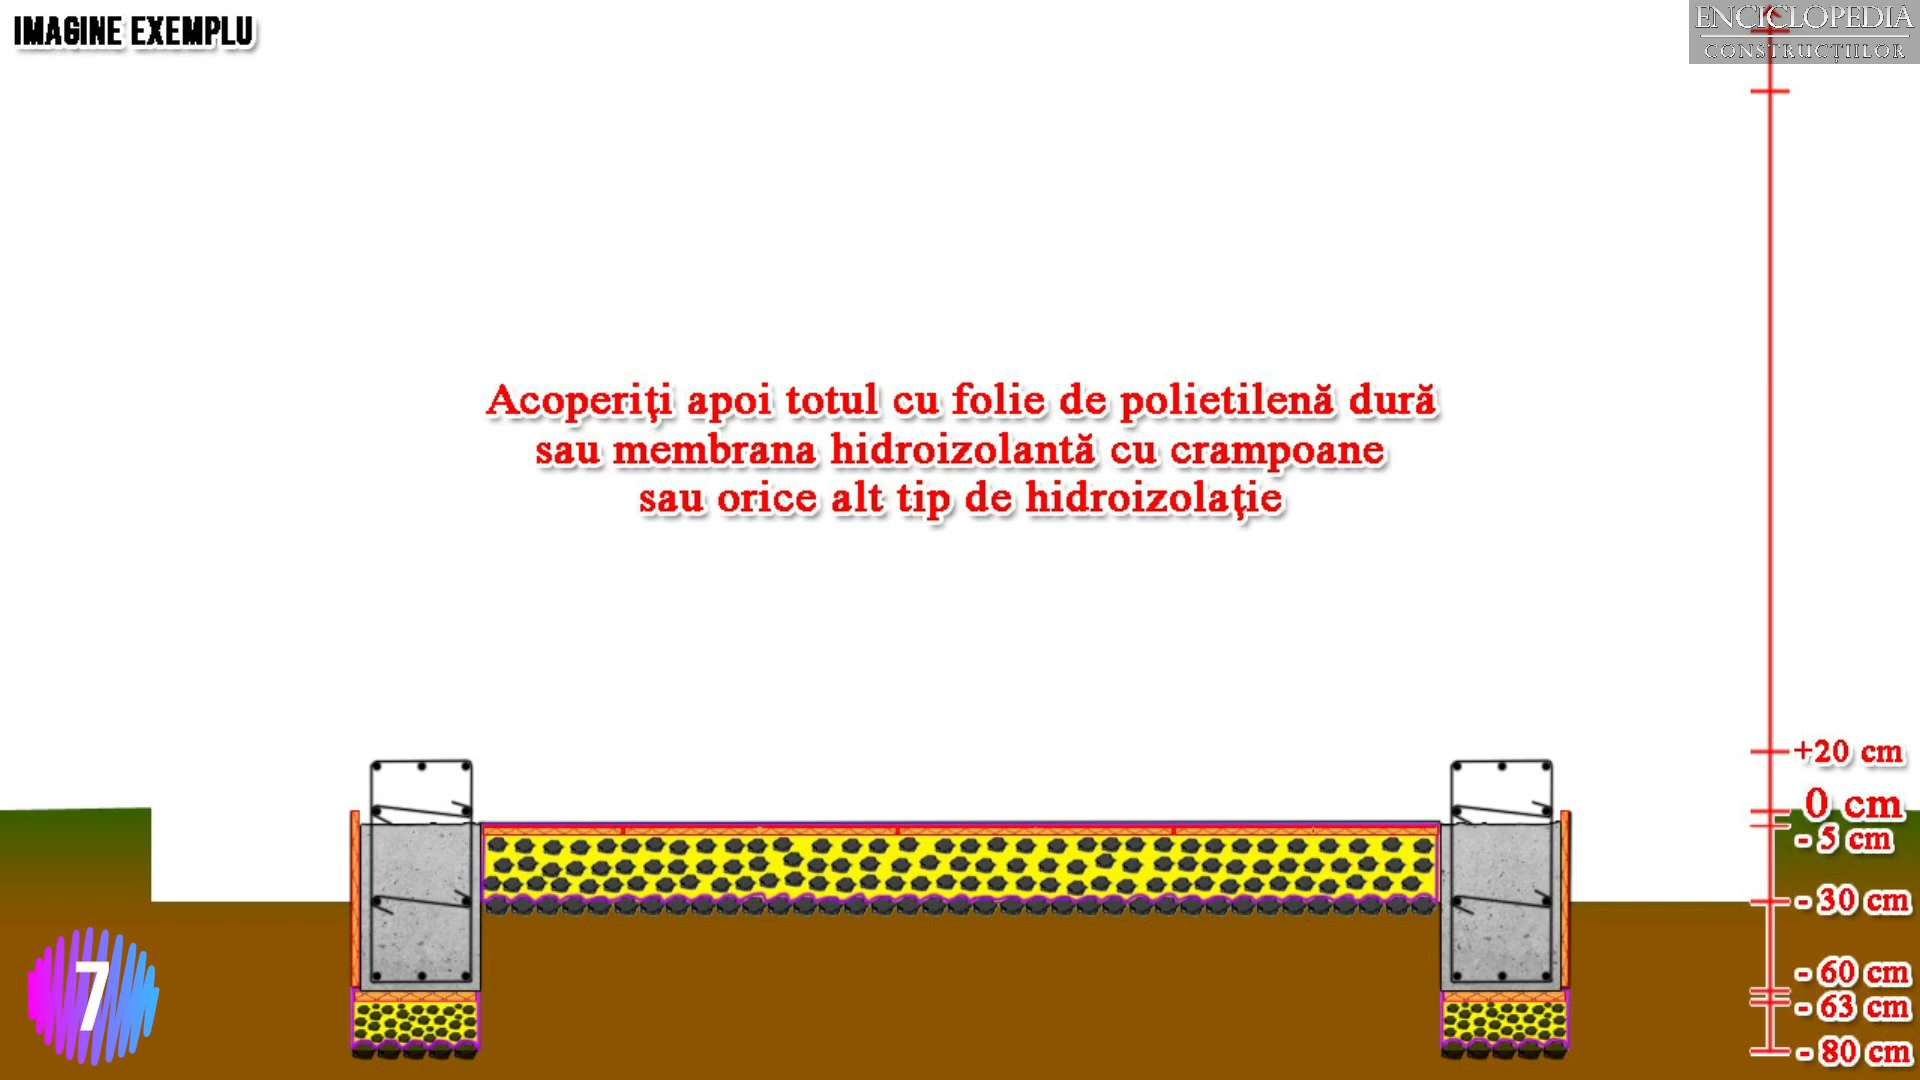 IMAGINE EXEMPLU
ENCICLOPEDIA
CONSTRUCȚIILOR
Acoperiţi apoi totul cu folie de polietilenă dură
sau membrana hidroizolantă cu crampoane
sau orice alt tip de hidroizolaţie
+20 cm
0 cm
- 5 cm
- 30 cm
- 60 cm
- 63 cm
- 80 cm
7